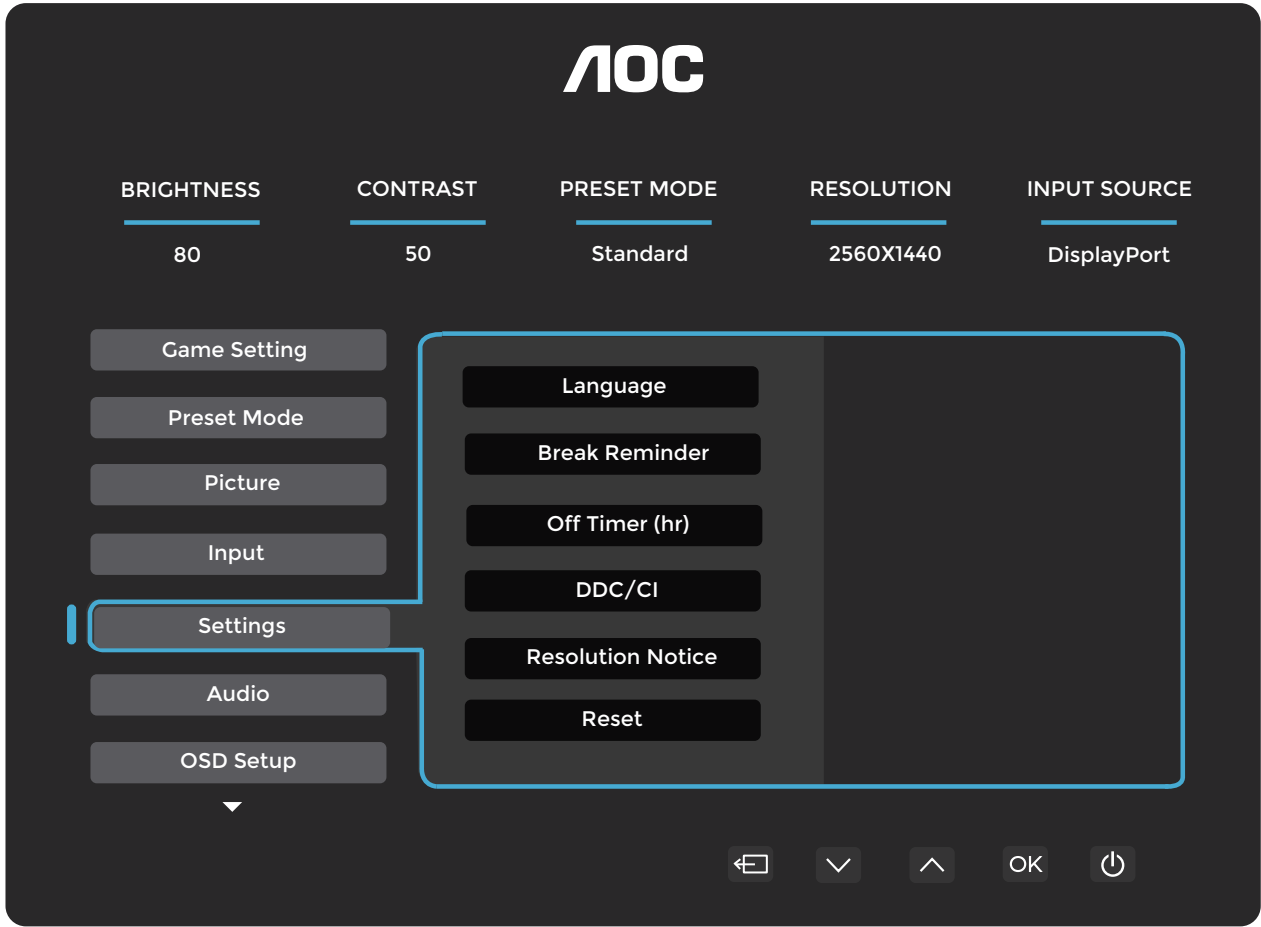 AOC
BRIGHTNESS
CONTRAST
PRESET MODE
RESOLUTION
INPUT SOURCE
80
50
Standard
2560X1440
DisplayPort
Game Setting
Preset Mode
Picture
Input
Settings
Audio
OSD Setup
Language
Break Reminder
Off Timer (hr)
DDC/CI
Resolution Notice
Reset
OK